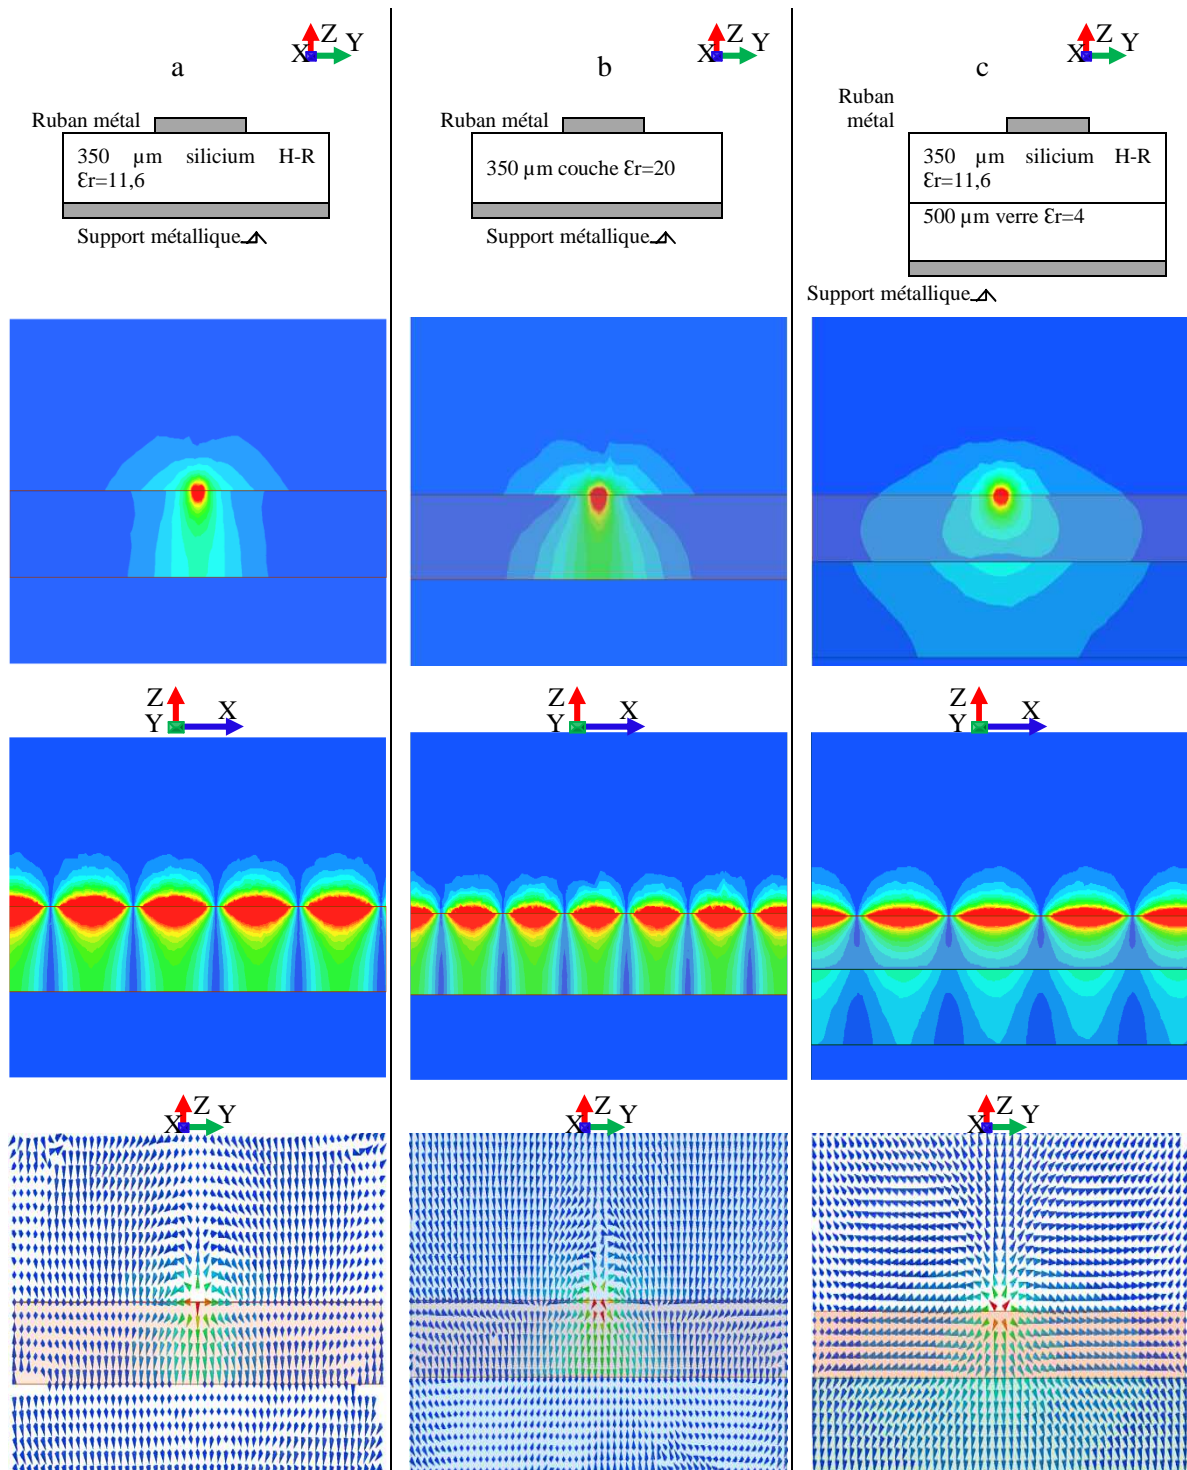 a
X Z Y
Ruban métal
350 µm silicium H-R
Ɛr=11,6
Support métallique
b
X Z Y
Ruban métal
350 µm couche Ɛr=20
Support métallique
c
X Z Y
Ruban
métal
350 µm silicium H-R
Ɛr=11,6
500 µm verre Ɛr=4
Support métallique
Z
Y X
Z
Y X
Z
Y X
X Z Y
X Z Y
X Z Y